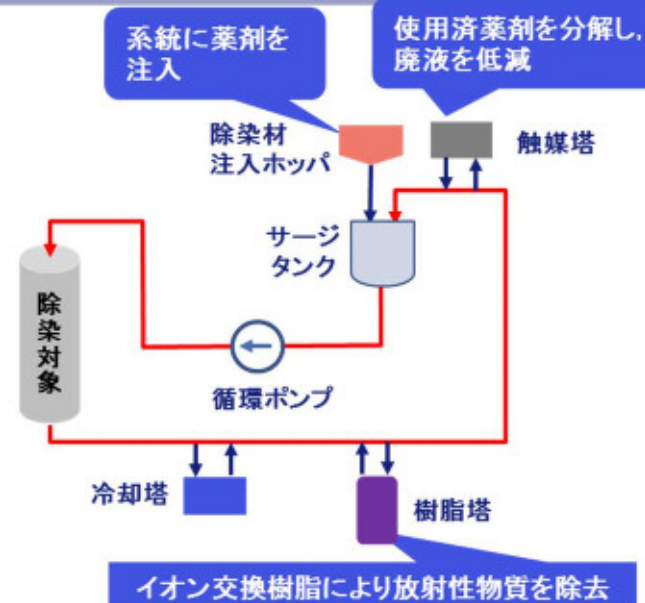 系統に薬剤を
注入
使用済薬剤を分解し,
廃液を低減
除染材
注入ホッパ
触媒塔
サージ
タンク
除染対象
循環ポンプ
冷却塔
樹脂塔
イオン交換樹脂により放射性物質を除去